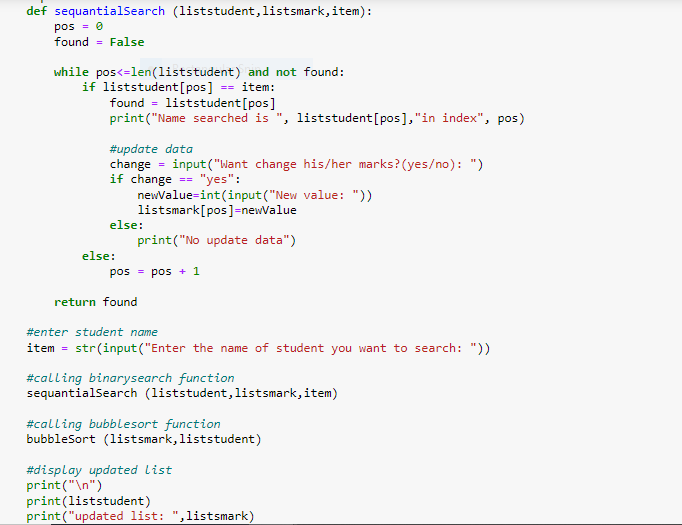 def sequantialSearch (liststudent,listsmark,item):
    pos = 0
    found = False

    while pos<=len(liststudent) and not found:
        if liststudent[pos] == item:
            found = liststudent[pos]
            print("Name searched is ", liststudent[pos],"in index", pos)

            #update data
            change = input("Want change his/her marks?(yes/no): ")
            if change == "yes":
                newValue=int(input("New value: "))
                listsmark[pos]=newValue
            else:
                print("No update data")
        else:
            pos = pos + 1

    return found

#enter student name
item = str(input("Enter the name of student you want to search: "))

#calling binarysearch function
sequantialSearch (liststudent,listsmark,item)

#calling bubblesort function
bubbleSort (listsmark,liststudent)

#display updated list
print("\n")
print(liststudent)
print("updated list: ",listsmark)